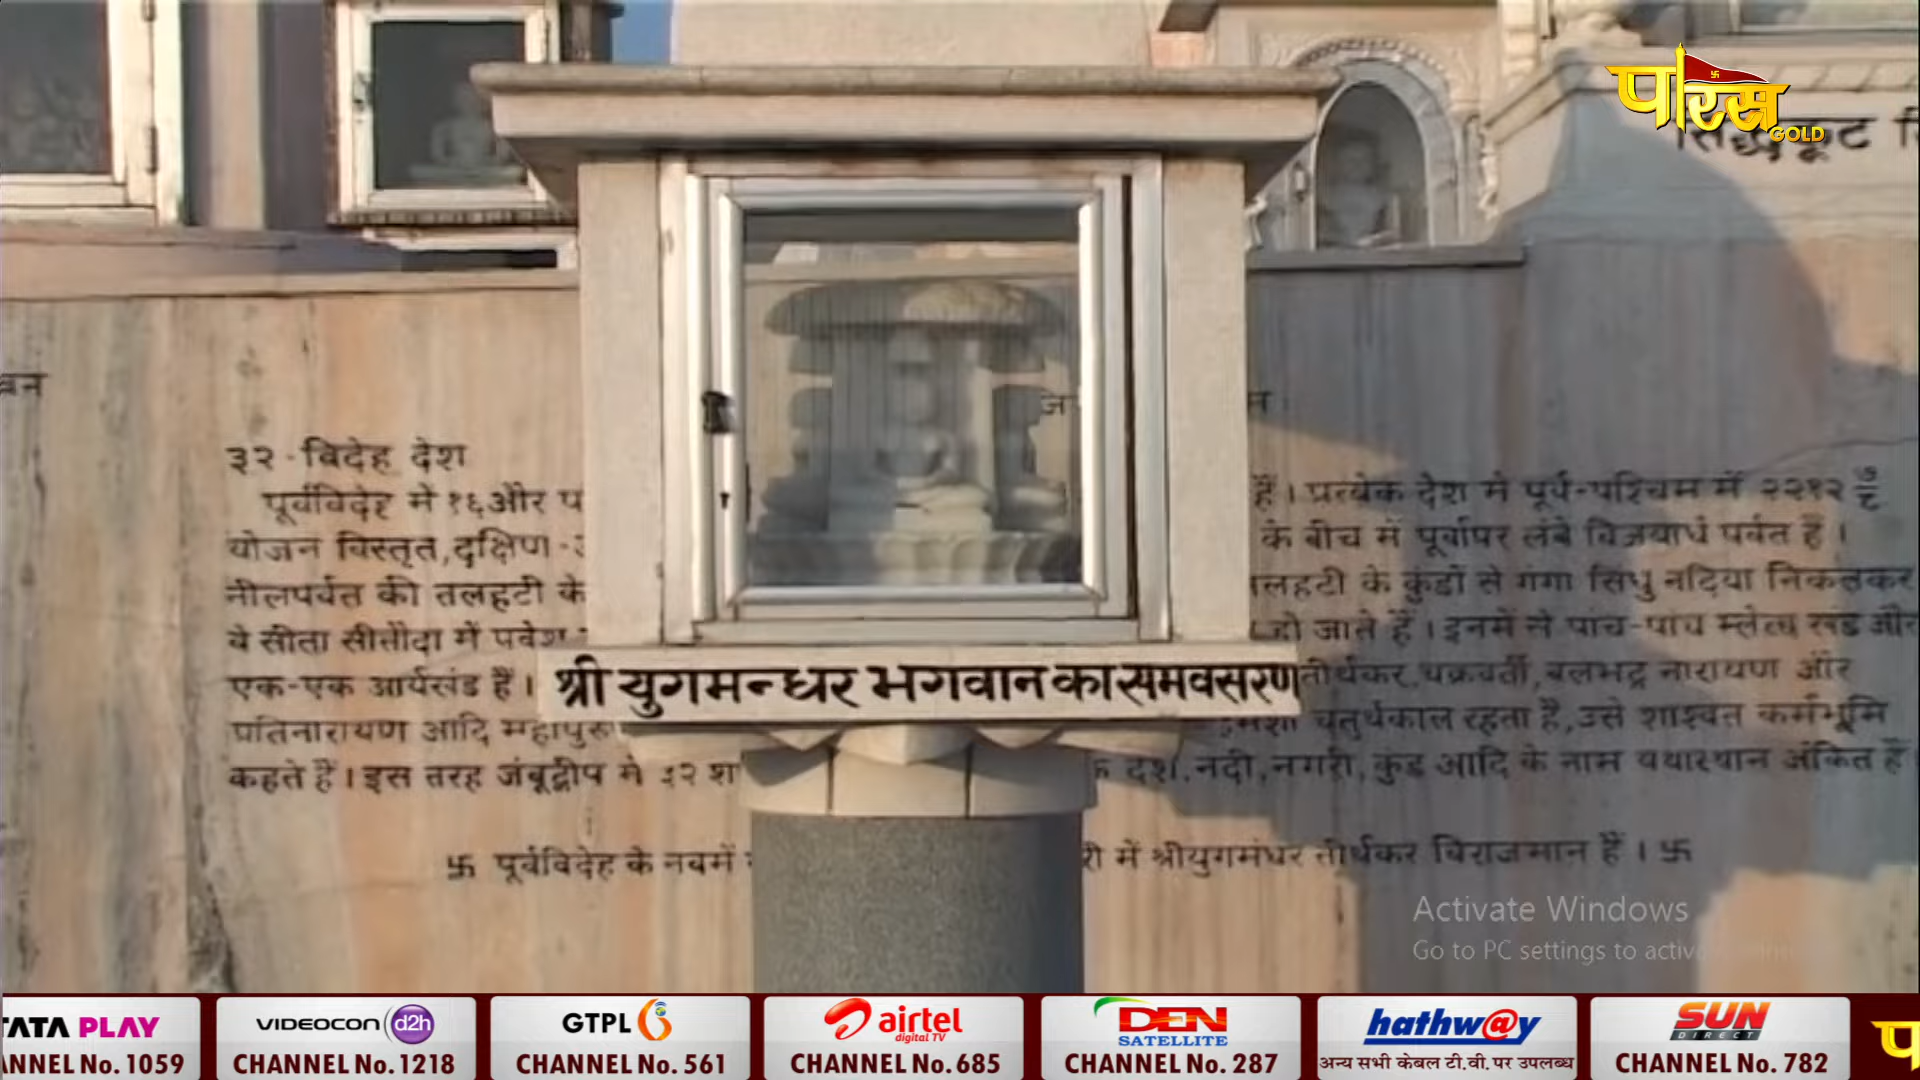 पारस
GOLD
सिद्धकूट
वन
३२-विदेह देश
पूर्वविदेह मे १६और प
हैं। प्रत्येक देश मे पूर्व-पश्चिम में २२१२ ७/८
योजन विस्तृत,दक्षिण-
के बीच में पूर्वापर लंबे विजयार्ध पर्वत हैं।
नीलपर्वत की तलहटी के
तलहटी के कुंडों से गंगा सिंधु नदियां निकलकर
ये सीता सीतोदा में प्रवेश
हो जाते हैं। इनमें से पांच-पांच म्लेच्छ खंड और
एक-एक आर्यखंड हैं।
तीर्थंकर,चक्रवर्ती,बलभद्र नारायण और
श्री युगमन्धर भगवान का समवसरण
प्रतिनारायण आदि महापुरू
चतुर्थकाल रहता है,उसे शाश्वत कर्मभूमि
कहते हैं। इस तरह जंबूद्वीप मे ३२
देश,नदी,नगरी,कुंड आदि के नाम यथास्थान अंकित हैं
卐 पूर्वविदेह के नवमें
में श्रीयुगमंधर तीर्थंकर विराजमान हैं। 卐
Activate Windows
Go to PC settings to activ
TATA PLAY
ANNEL No. 1059
VIDEOCON d2h
CHANNEL No. 1218
GTPL
CHANNEL No. 561
airtel
digital TV
CHANNEL No. 685
DEN
SATELLITE
CHANNEL No. 287
hathw@y
अन्य सभी केबल टी.वी. पर उपलब्ध
SUN
DIRECT
CHANNEL No. 782
प